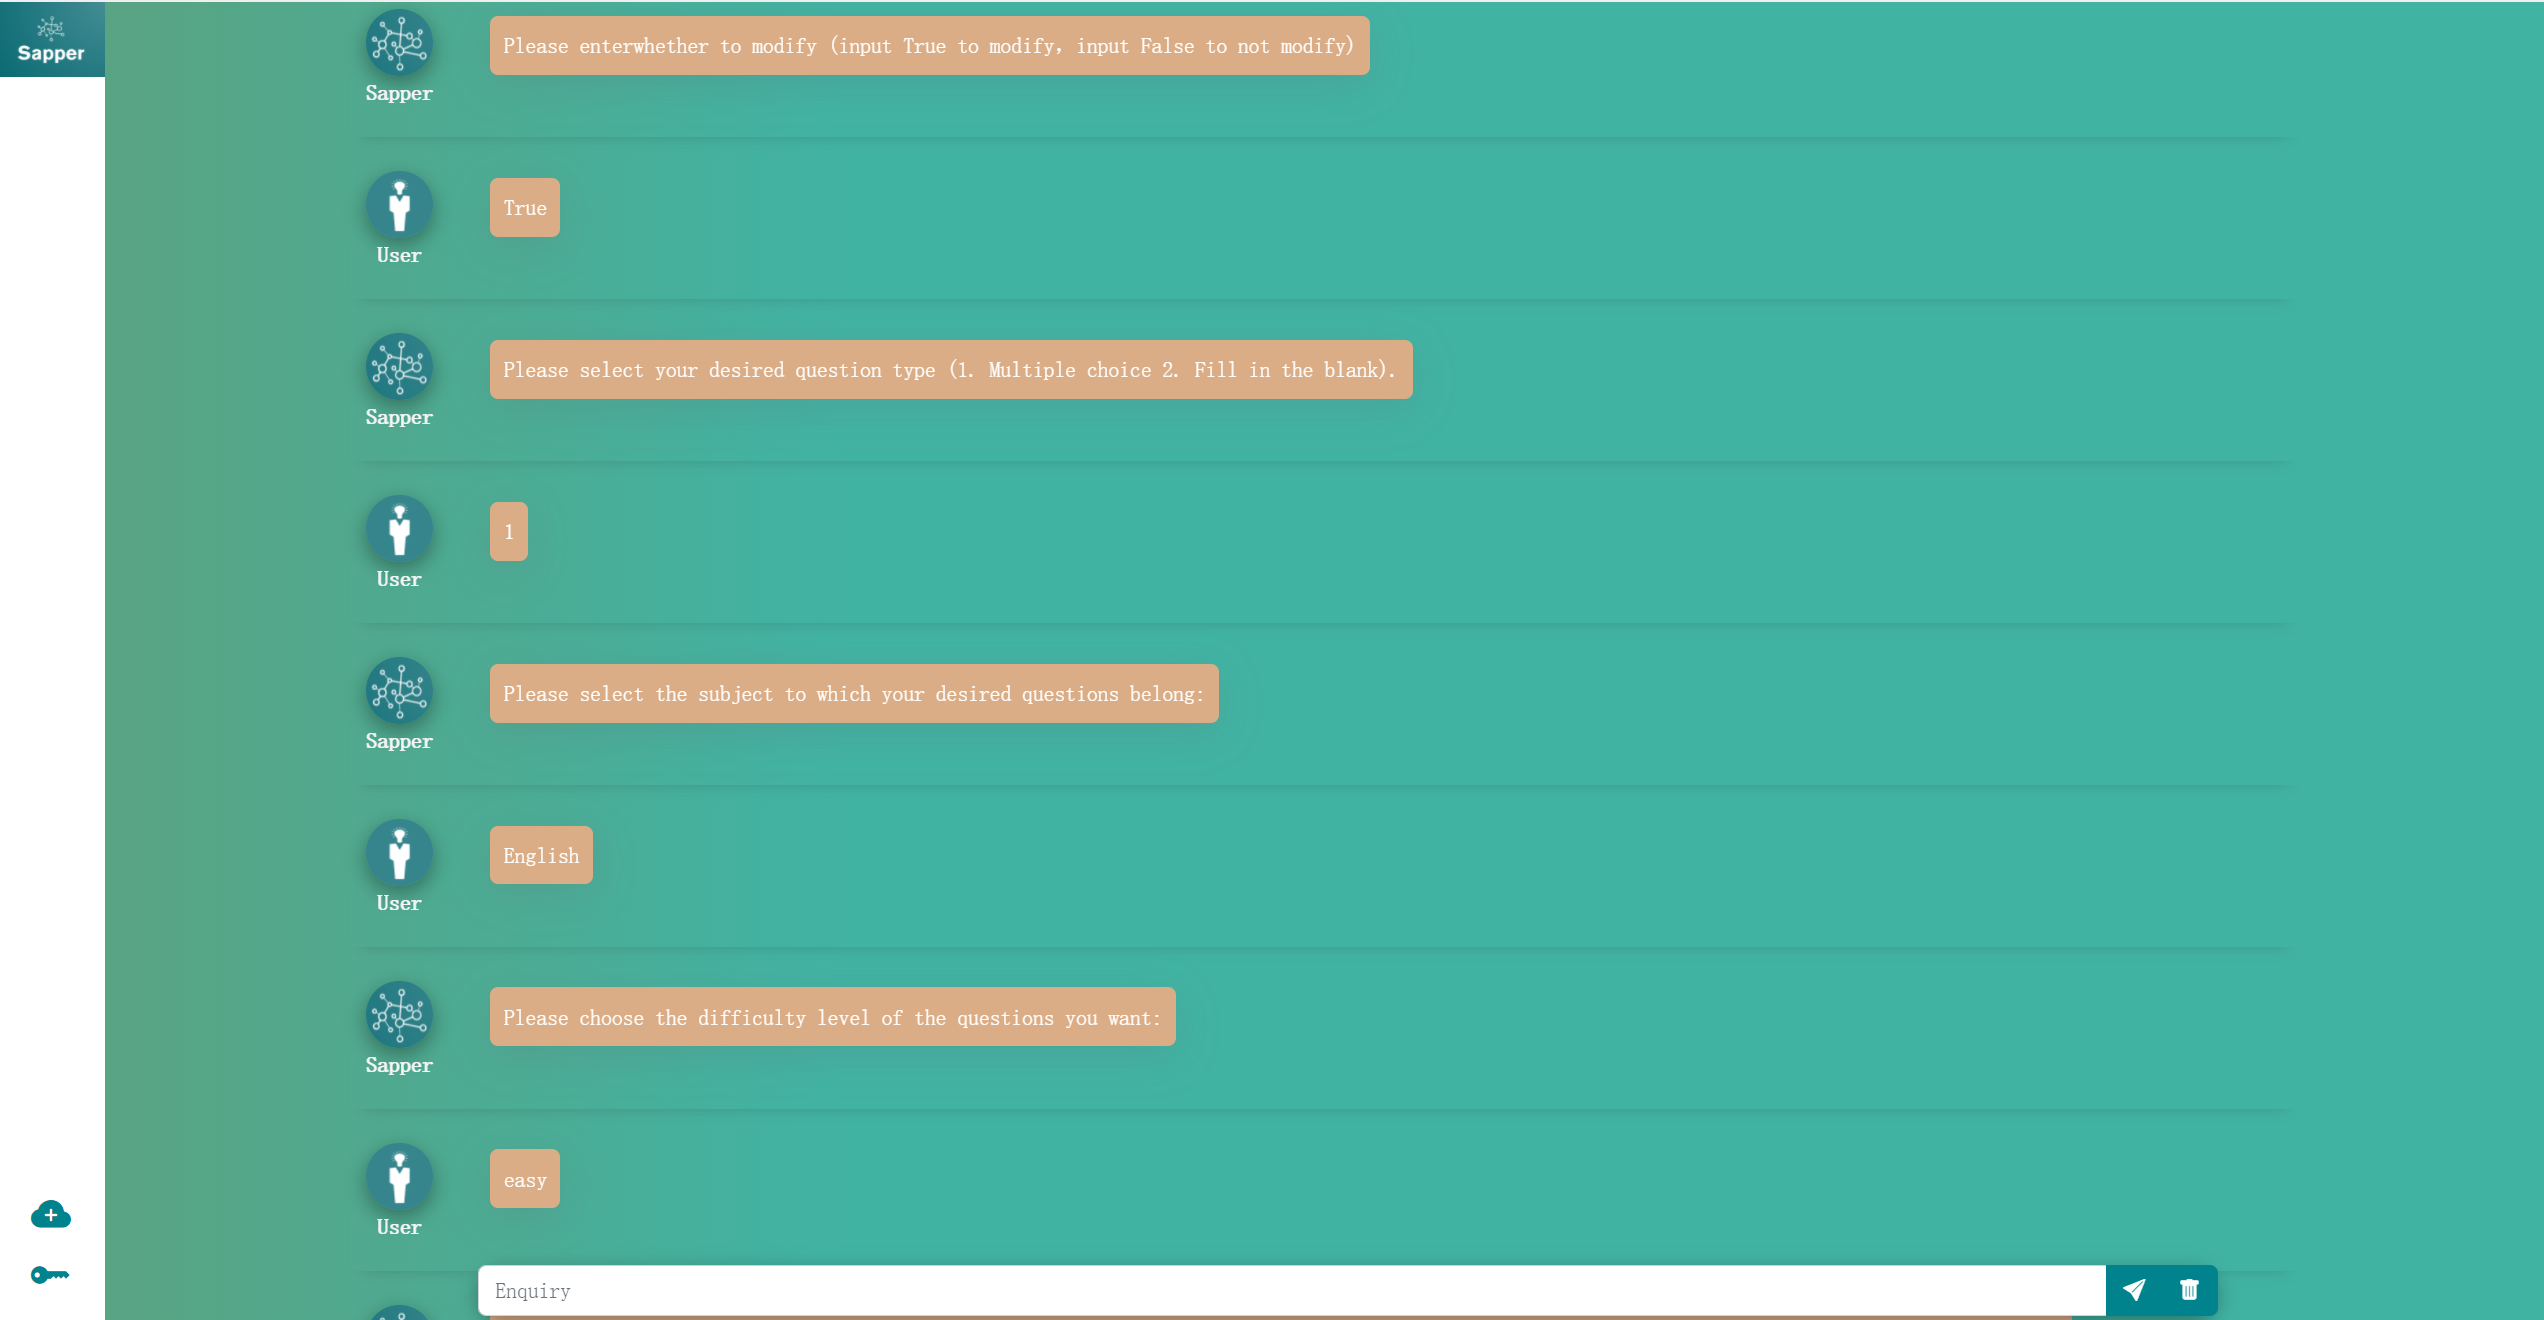 Sapper
Please enterwhether to modify (input True to modify, input False to not modify)
Sapper
True
User
Please select your desired question type (1. Multiple choice 2. Fill in the blank).
Sapper
1
User
Please select the subject to which your desired questions belong:
Sapper
English
User
Please choose the difficulty level of the questions you want:
Sapper
easy
User
Enquiry